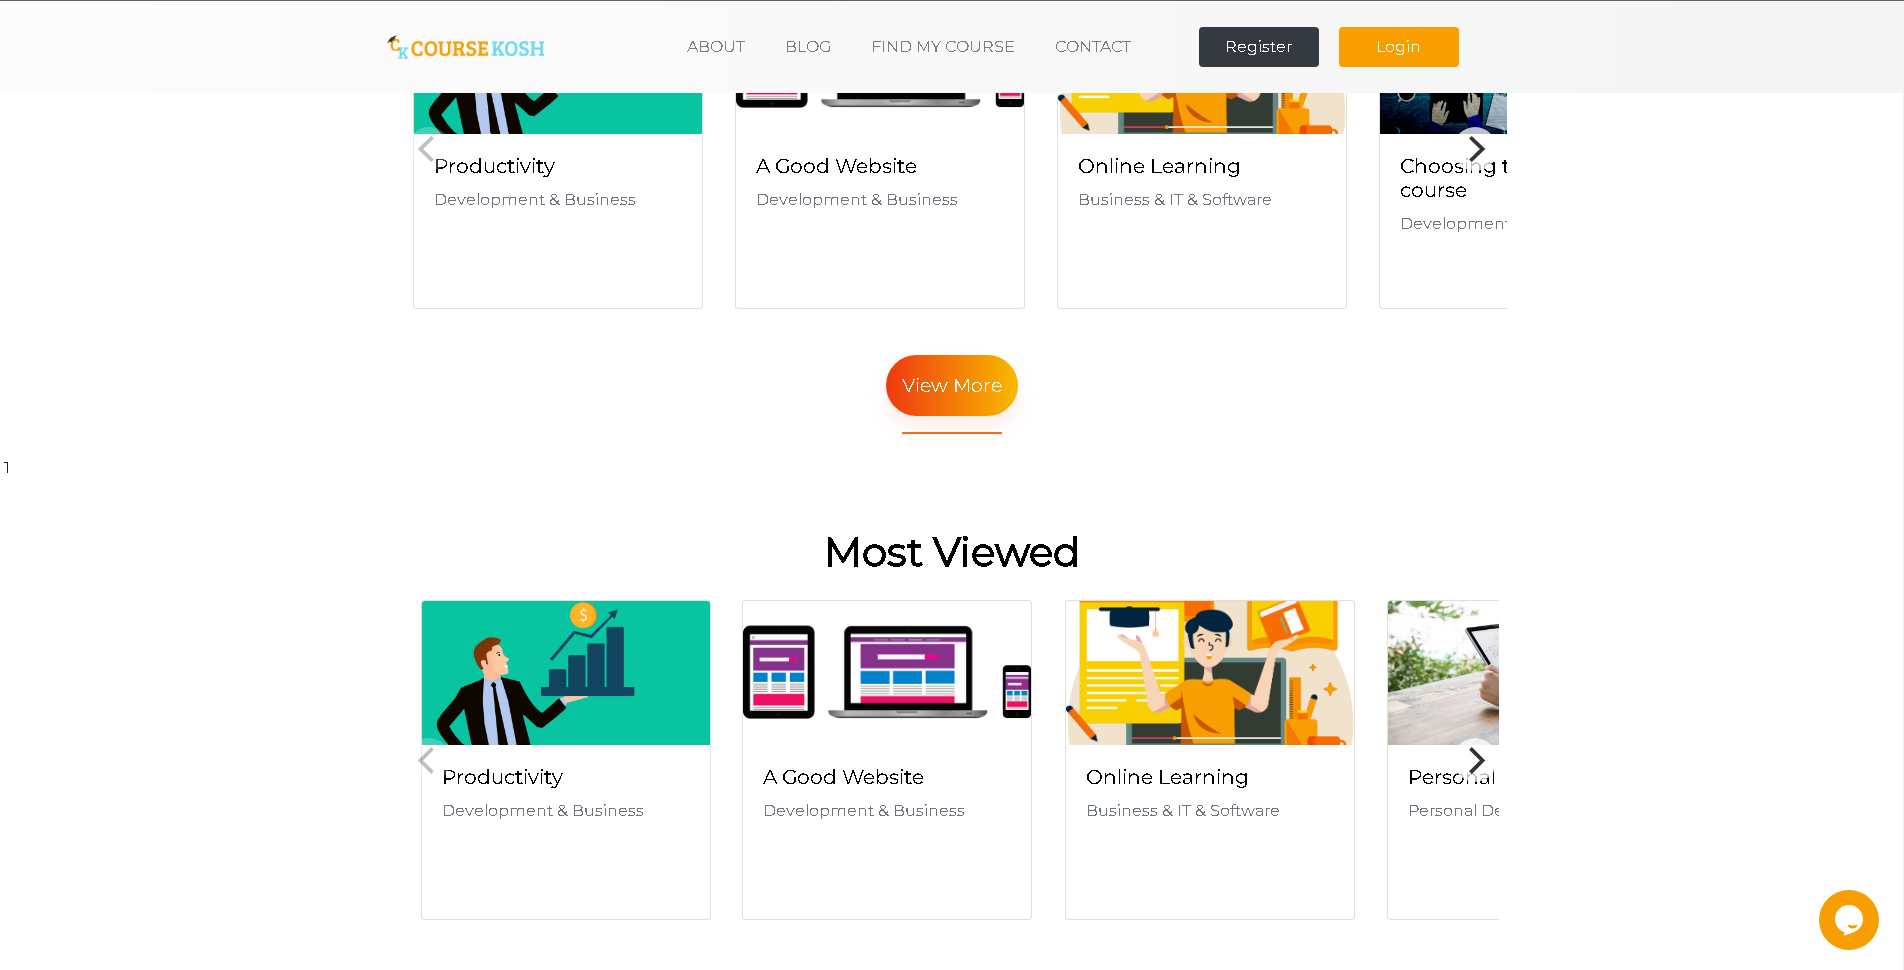 CK COURSE KOSH
ABOUT
BLOG
FIND MY COURSE
CONTACT
Register
Login
Productivity
Development & Business
A Good Website
Development & Business
Online Learning
Business & IT & Software
Choosing t
course
Development
View More
1
Most Viewed
$
Productivity
Development & Business
A Good Website
Development & Business
Online Learning
Business & IT & Software
Personal
Personal De